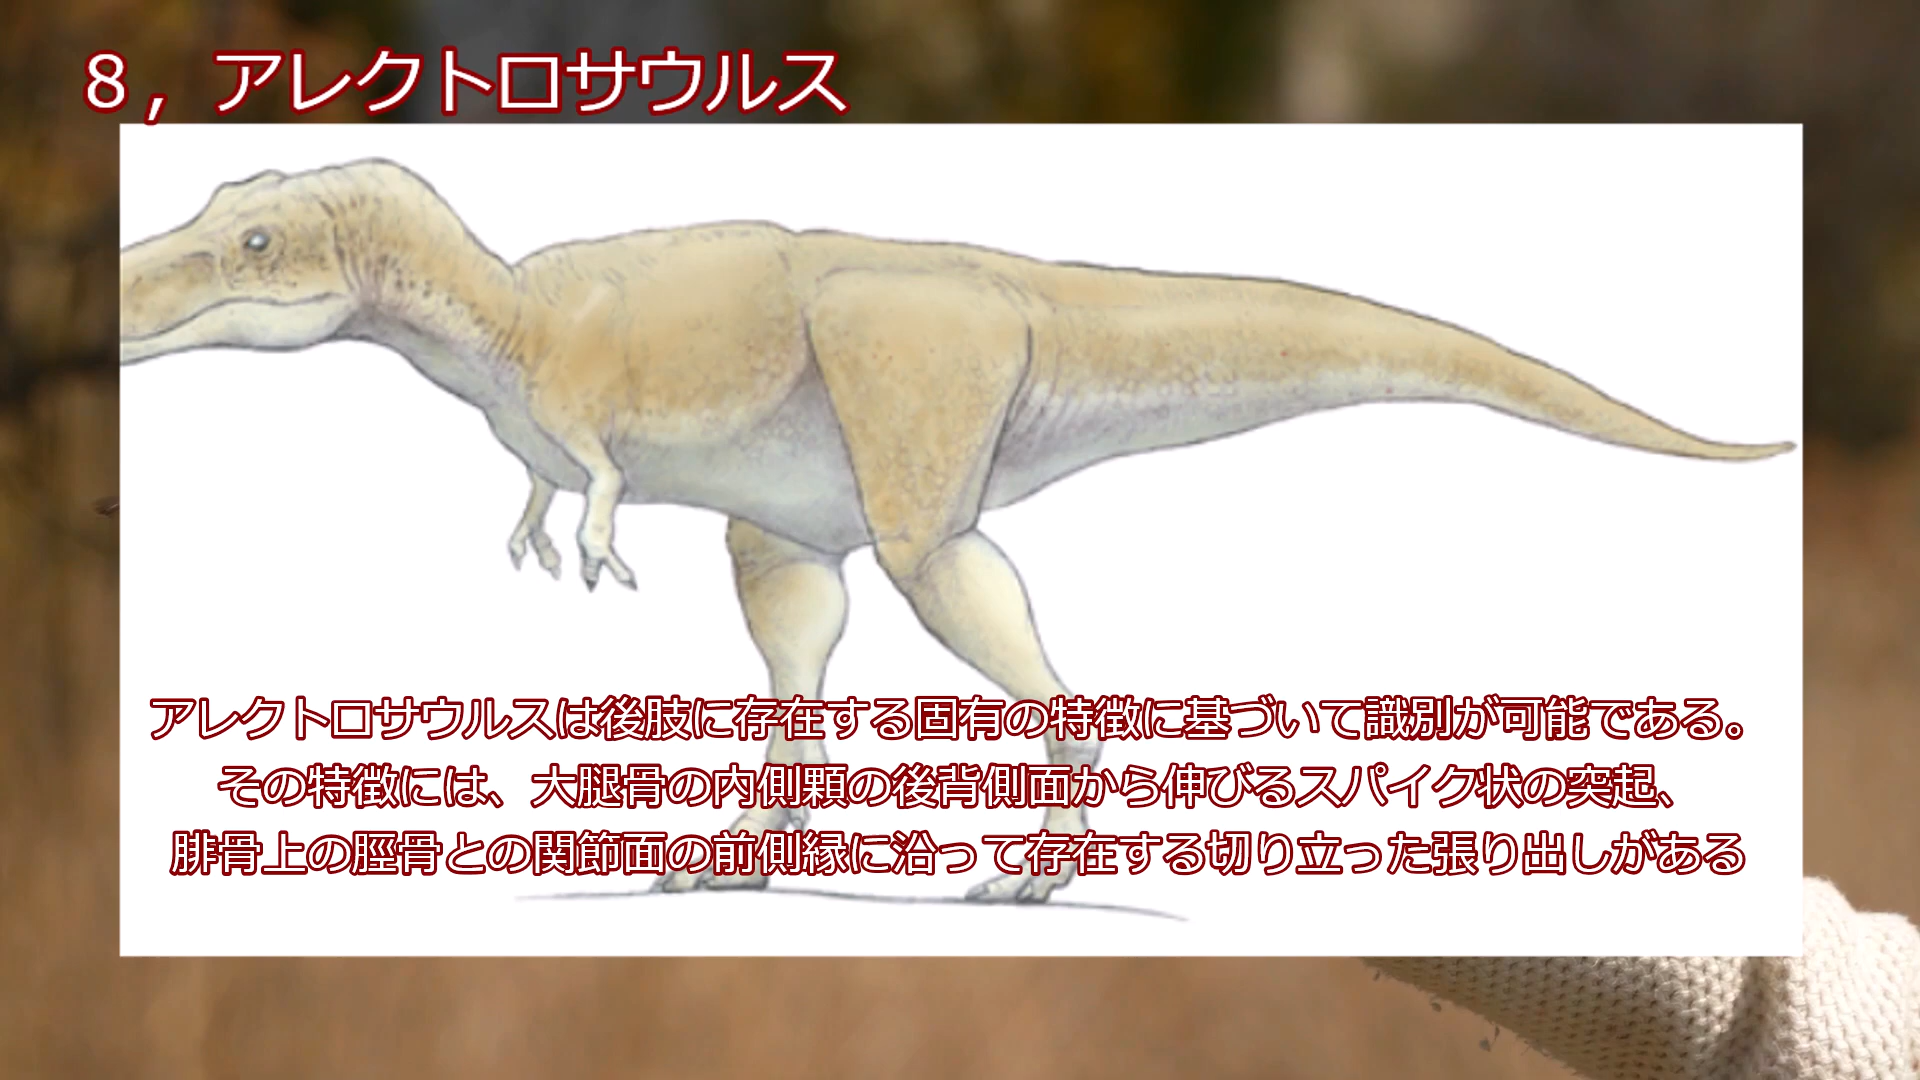 ８，アレクトロサウルス
アレクトロサウルスは後肢に存在する固有の特徴に基づいて識別が可能である。
その特徴には、大腿骨の内側顆の後背側面から伸びるスパイク状の突起、
腓骨上の脛骨との関節面の前側縁に沿って存在する切り立った張り出しがある